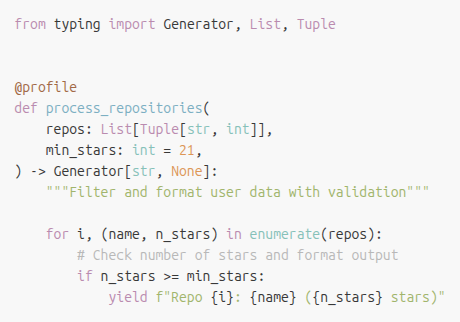 from typing import Generator, List, Tuple
@profile
def process_repositories(
    repos: List[Tuple[str, int]],
    min_stars: int = 21,
) -> Generator[str, None]:
    """Filter and format user data with validation"""
    for i, (name, n_stars) in enumerate(repos):
        # Check number of stars and format output
        if n_stars >= min_stars:
            yield f"Repo {i}: {name} ({n_stars} stars)"